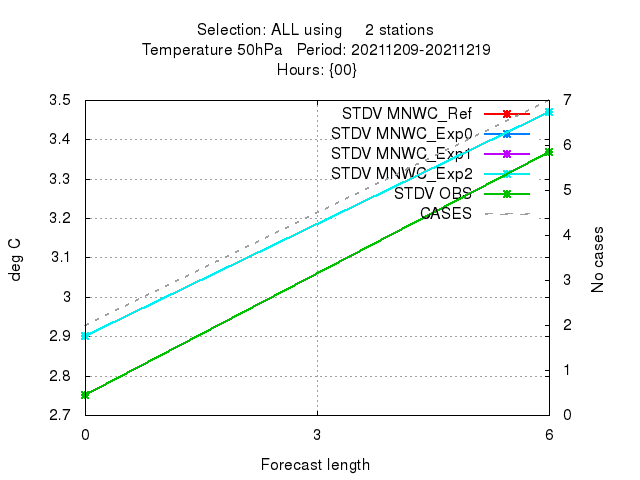 Selection: ALL using 2 stations
Temperature 50hPa Period: 20211209-20211219
Hours: {00}
3.5
3.4
3.3
3.2
3.1
3
2.9
2.8
2.7
deg C
STDV MNWC_Ref
STDV MNWC_Exp0
STDV MNWC_Exp1
STDV MNWC_Exp2
STDV OBS
CASES
7
6
5
4
3
2
1
0
No cases
0 3 6
Forecast length